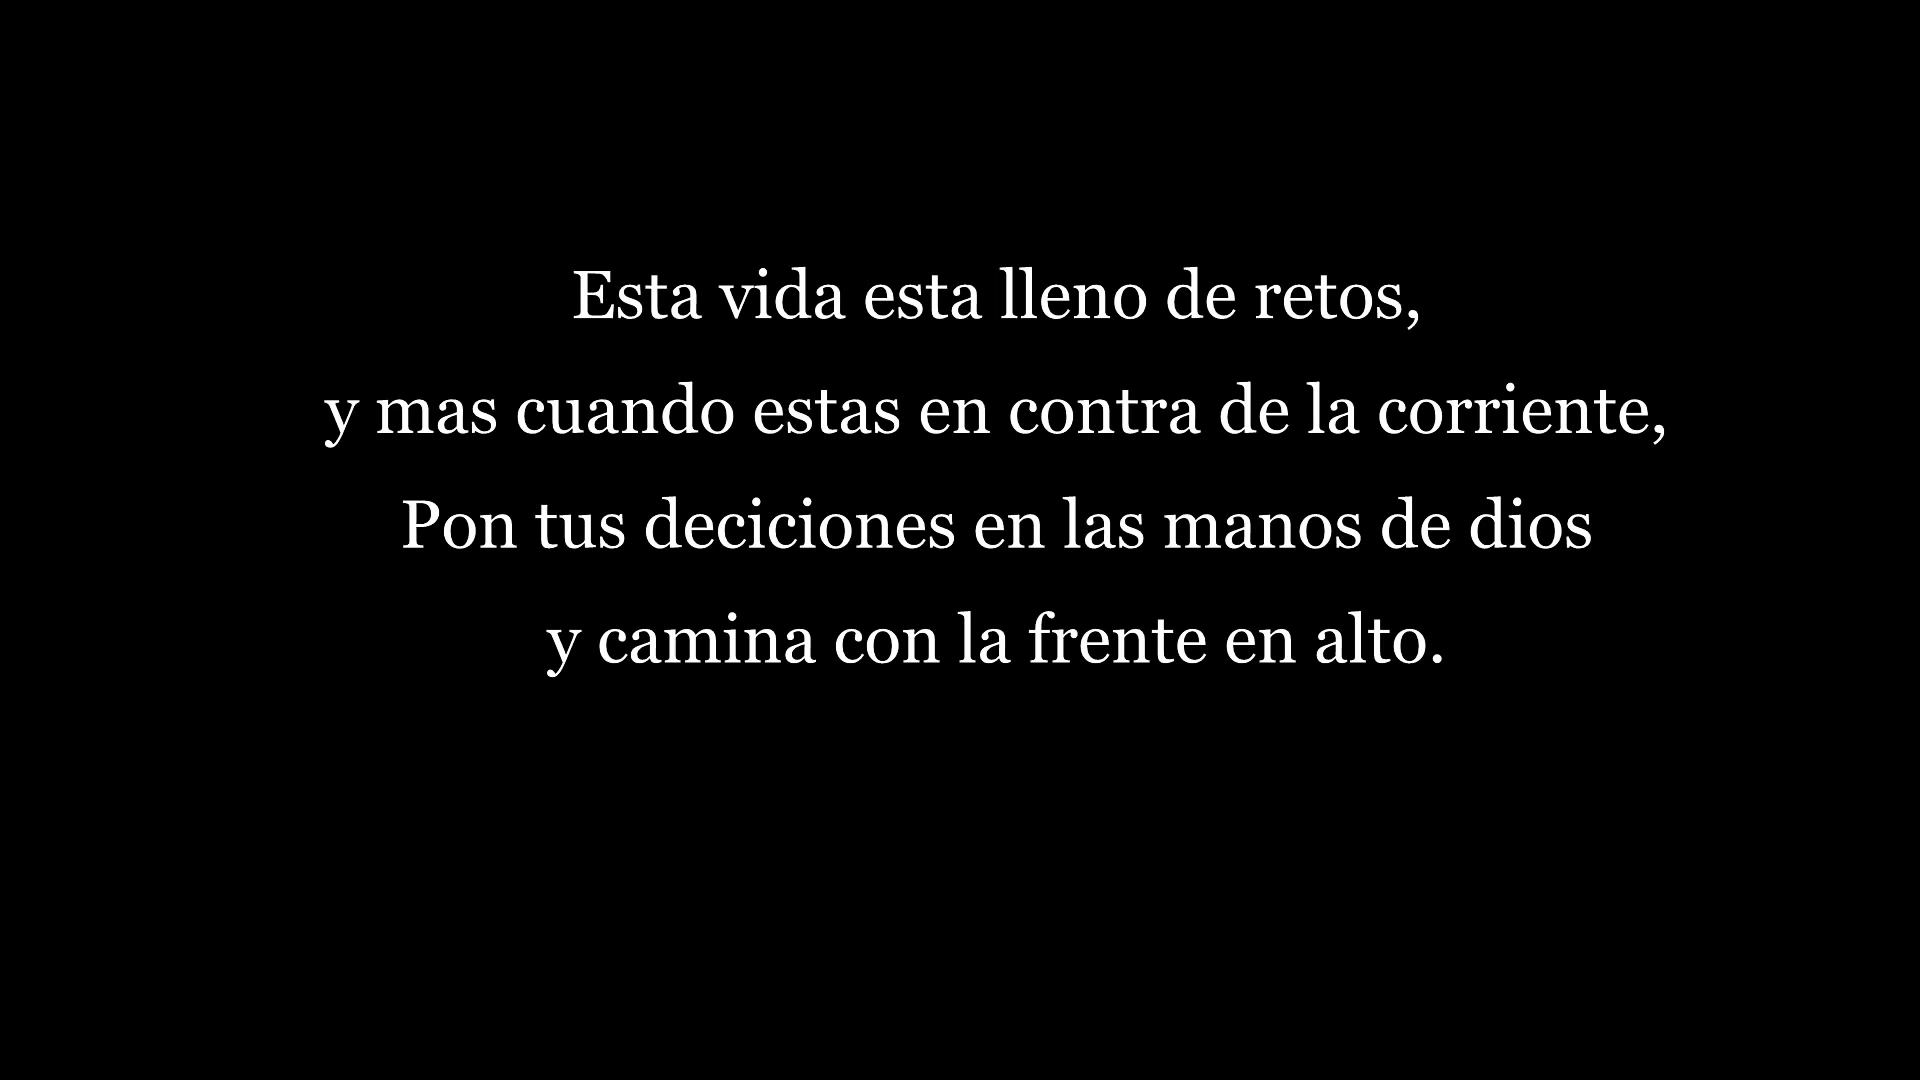 Esta vida esta lleno de retos,
y mas cuando estas en contra de la corriente,
Pon tus deciciones en las manos de dios
y camina con la frente en alto.